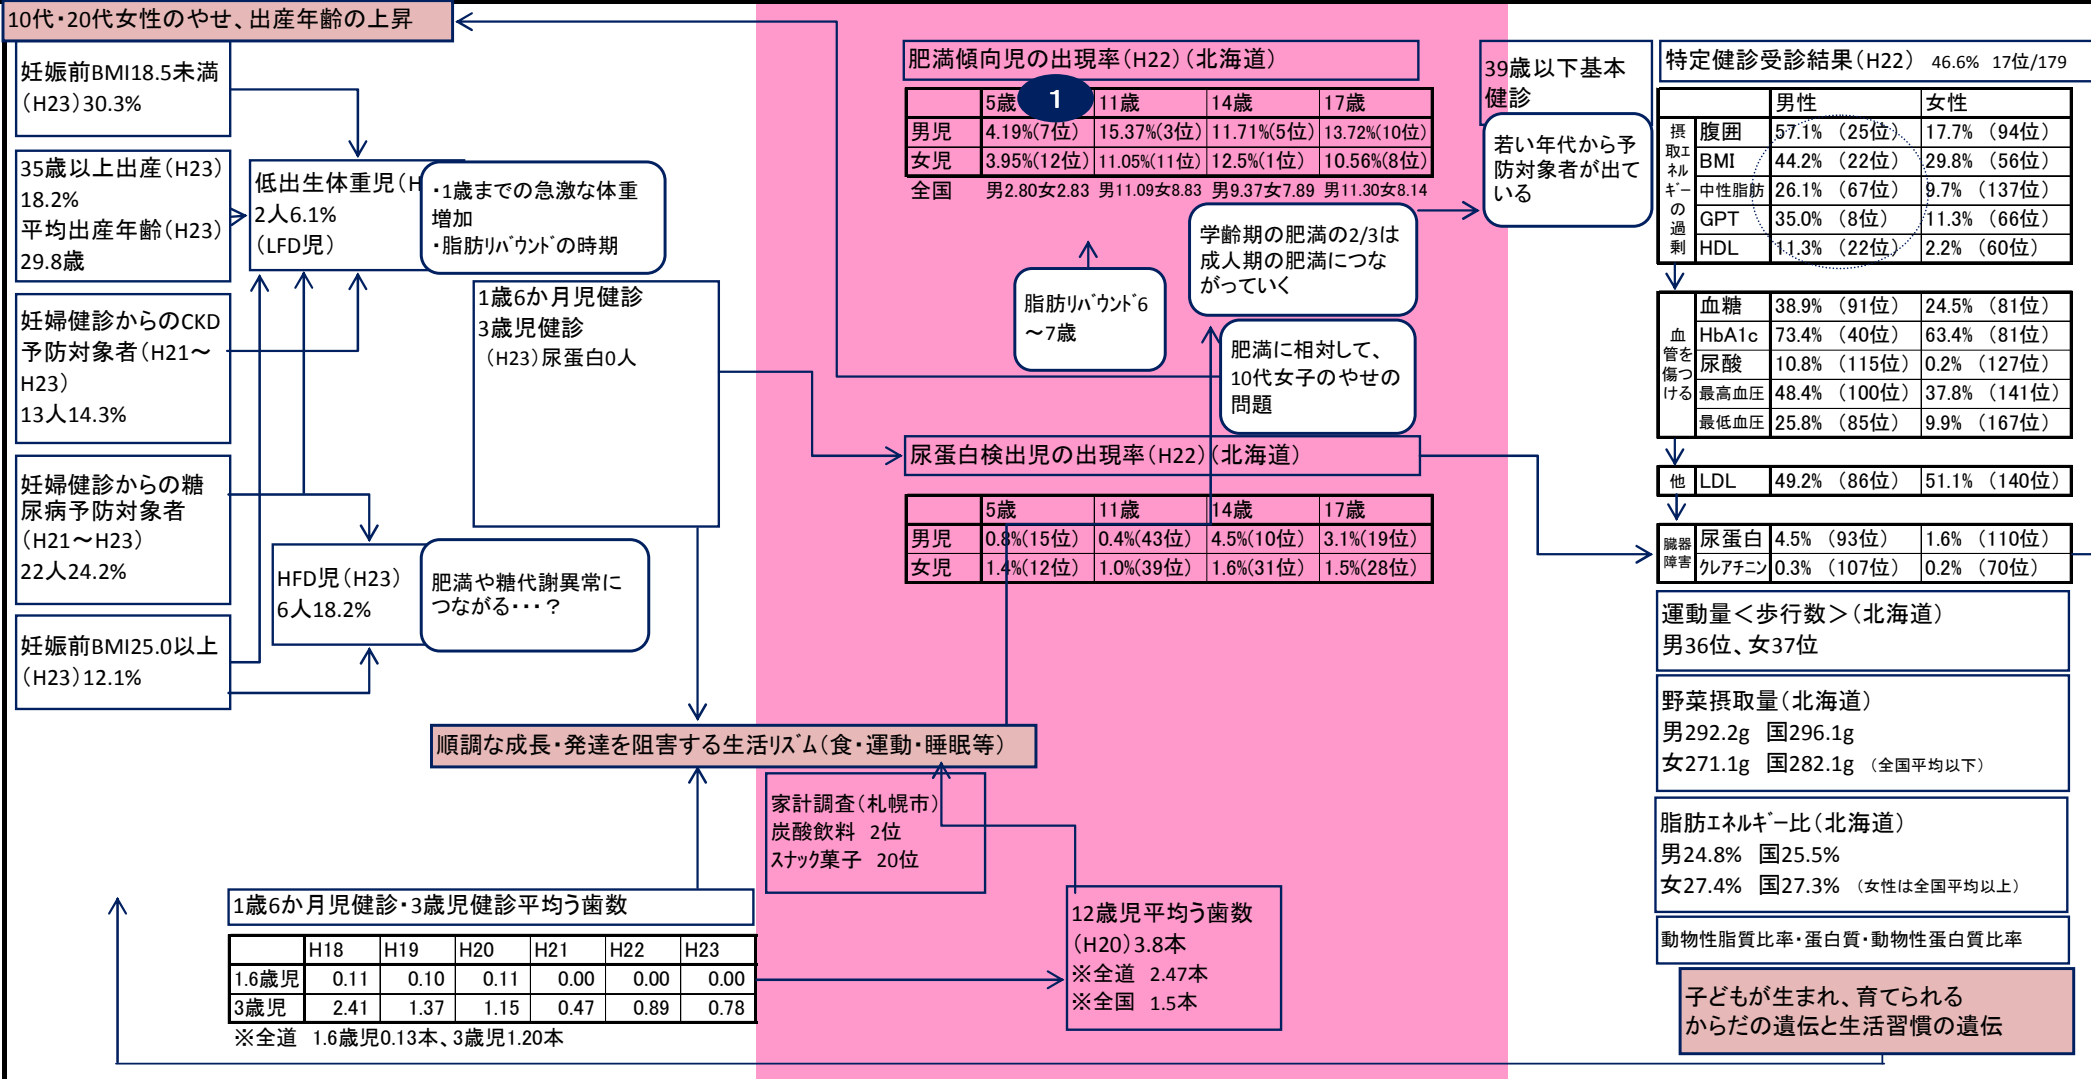 10代・20代女性のやせ、出産年齢の上昇
妊娠前BMI18.5未満
(H23)30.3%
35歳以上出産(H23)
18.2%
平均出産年齢(H23)
29.8歳
妊婦健診からのCKD
予防対象者(H21～
H23)
13人14.3%
妊婦健診からの糖
尿病予防対象者
(H21～H23)
22人24.2%
妊娠前BMI25.0以上
(H23)12.1%
低出生体重児(H
2人6.1%
(LFD児)
・1歳までの急激な体重
増加
・脂肪リバウンドの時期
HFD児(H23)
6人18.2%
肥満や糖代謝異常に
つながる・・・？
1歳6か月児健診
3歳児健診
(H23)尿蛋白0人
順調な成長・発達を阻害する生活リズム(食・運動・睡眠等)
家計調査(札幌市)
炭酸飲料 2位
スナック菓子 20位
1歳6か月児健診・3歳児健診平均う歯数
H18 H19 H20 H21 H22 H23
1.6歳児 0.11 0.10 0.11 0.00 0.00 0.00
3歳児 2.41 1.37 1.15 0.47 0.89 0.78
※全道 1.6歳児0.13本、3歳児1.20本
12歳児平均う歯数
(H20)3.8本
※全道 2.47本
※全国 1.5本
肥満傾向児の出現率(H22)(北海道)
1
5歳 11歳 14歳 17歳
男児 4.19%(7位) 15.37%(3位) 11.71%(5位) 13.72%(10位)
女児 3.95%(12位) 11.05%(11位) 12.5%(1位) 10.56%(8位)
全国 男2.80女2.83 男11.09女8.83 男9.37女7.89 男11.30女8.14
脂肪リバウンド6
～7歳
学齢期の肥満の2/3は
成人期の肥満につな
がっていく
肥満に相対して、
10代女子のやせの
問題
尿蛋白検出児の出現率(H22)(北海道)
5歳 11歳 14歳 17歳
男児 0.8%(15位) 0.4%(43位) 4.5%(10位) 3.1%(19位)
女児 1.4%(12位) 1.0%(39位) 1.6%(31位) 1.5%(28位)
39歳以下基本
健診
若い年代から予
防対象者が出て
いる
特定健診受診結果(H22) 46.6% 17位/179
男性 女性
摂取エネルギーの過剰
腹囲 57.1% (25位) 17.7% (94位)
BMI 44.2% (22位) 29.8% (56位)
中性脂肪 26.1% (67位) 9.7% (137位)
GPT 35.0% (8位) 11.3% (66位)
HDL 11.3% (22位) 2.2% (60位)
血管を傷つける
血糖 38.9% (91位) 24.5% (81位)
HbA1c 73.4% (40位) 63.4% (81位)
尿酸 10.8% (115位) 0.2% (127位)
最高血圧 48.4% (100位) 37.8% (141位)
最低血圧 25.8% (85位) 9.9% (167位)
他 LDL 49.2% (86位) 51.1% (140位)
臓器障害
尿蛋白 4.5% (93位) 1.6% (110位)
クレアチニン 0.3% (107位) 0.2% (70位)
運動量＜歩行数＞(北海道)
男36位、女37位
野菜摂取量(北海道)
男292.2g 国296.1g
女271.1g 国282.1g (全国平均以下)
脂肪エネルギー比(北海道)
男24.8% 国25.5%
女27.4% 国27.3% (女性は全国平均以上)
動物性脂質比率・蛋白質・動物性蛋白質比率
子どもが生まれ、育てられる
からだの遺伝と生活習慣の遺伝